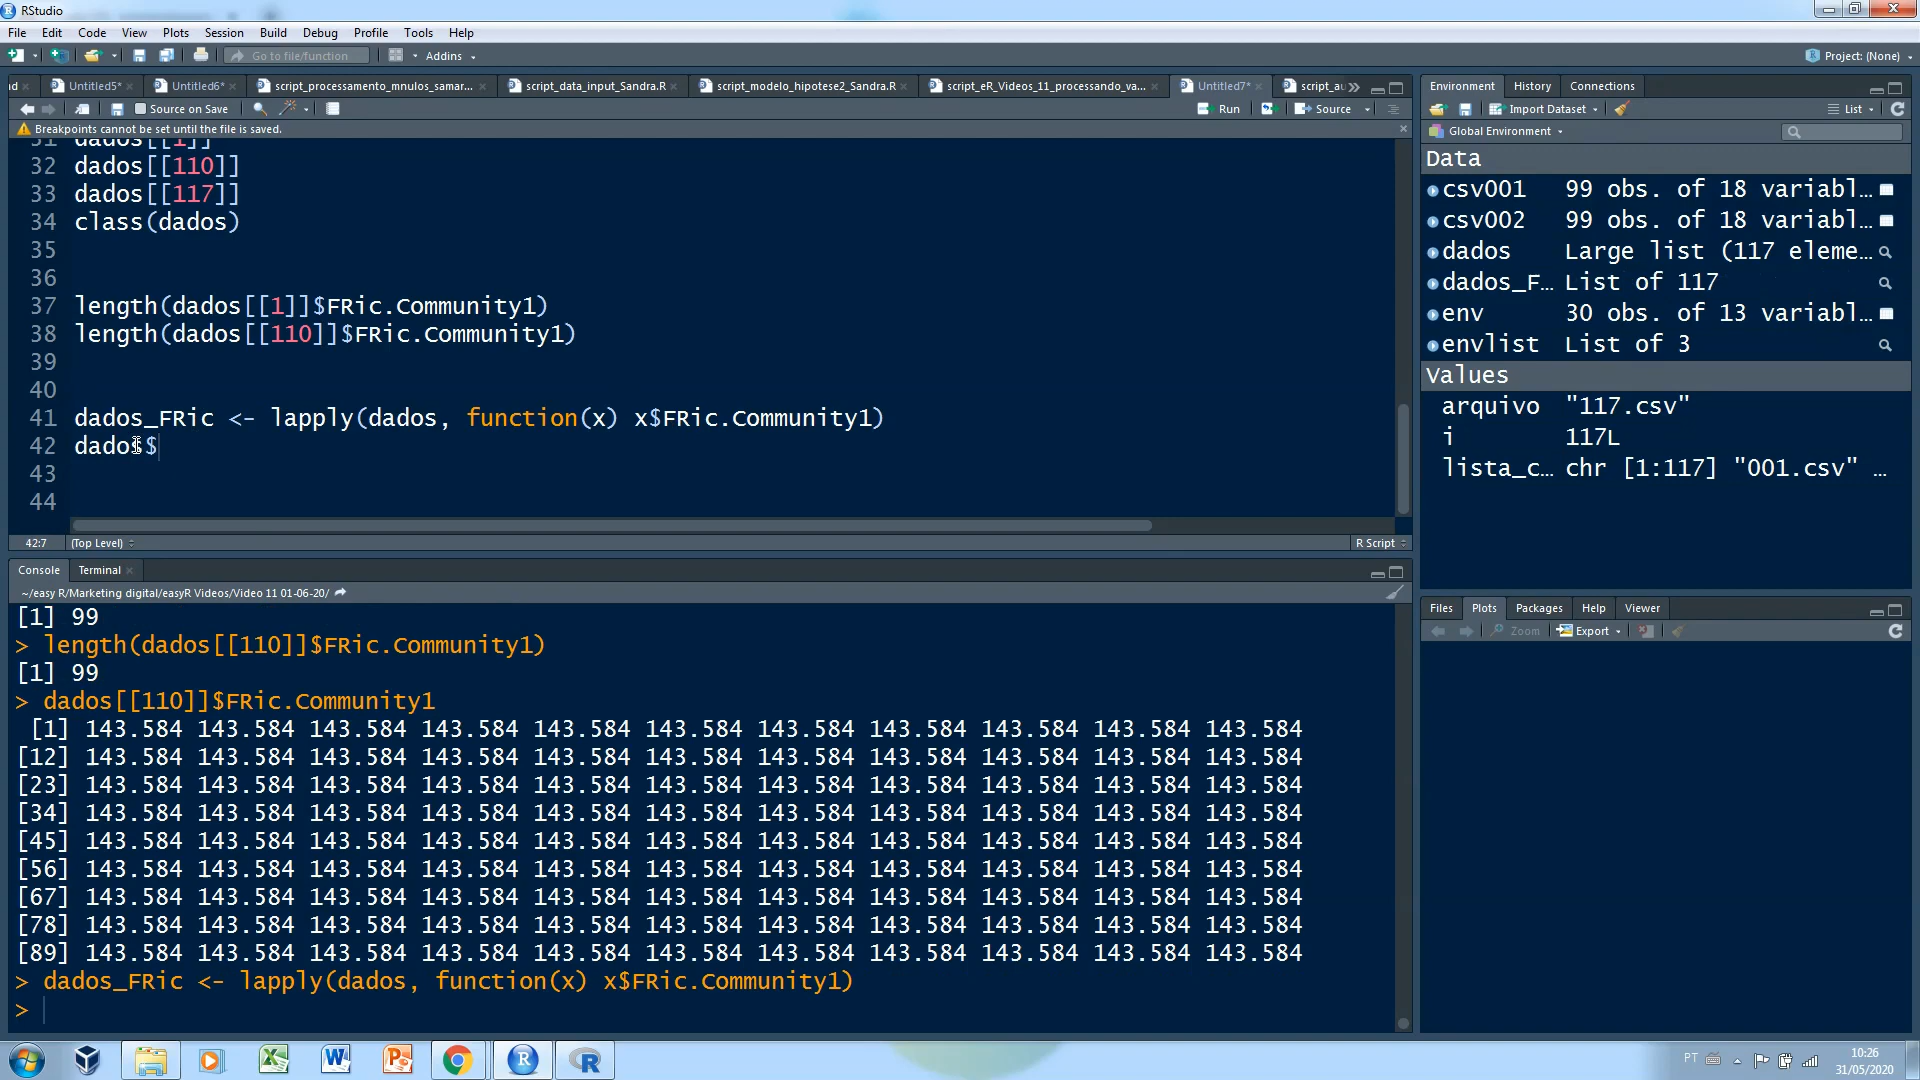 RStudio
File Edit Code View Plots Session Build Debug Profile Tools Help
Go to file/function Addins Project: (None)
nd Untitled5* Untitled6* script_processamento_mnulos_samar... script_data_input_Sandra.R script_modelo_hipotese2_Sandra.R script_eR_Videos_11_processando_va... Untitled7* script_au
Source on Save Run Source
Breakpoints cannot be set until the file is saved.
31 dados[[1]]
32 dados[[110]]
33 dados[[117]]
34 class(dados)
35
36
37 length(dados[[1]]$FRic.Community1)
38 length(dados[[110]]$FRic.Community1)
39
40
41 dados_FRic <- lapply(dados, function(x) x$FRic.Community1)
42 dados$
43
44
42:7 (Top Level) R Script
Console Terminal
~/easy R/Marketing digital/easyR Videos/Video 11 01-06-20/
[1] 99
> length(dados[[110]]$FRic.Community1)
[1] 99
> dados[[110]]$FRic.Community1
[1] 143.584 143.584 143.584 143.584 143.584 143.584 143.584 143.584 143.584 143.584 143.584
[12] 143.584 143.584 143.584 143.584 143.584 143.584 143.584 143.584 143.584 143.584 143.584
[23] 143.584 143.584 143.584 143.584 143.584 143.584 143.584 143.584 143.584 143.584 143.584
[34] 143.584 143.584 143.584 143.584 143.584 143.584 143.584 143.584 143.584 143.584 143.584
[45] 143.584 143.584 143.584 143.584 143.584 143.584 143.584 143.584 143.584 143.584 143.584
[56] 143.584 143.584 143.584 143.584 143.584 143.584 143.584 143.584 143.584 143.584 143.584
[67] 143.584 143.584 143.584 143.584 143.584 143.584 143.584 143.584 143.584 143.584 143.584
[78] 143.584 143.584 143.584 143.584 143.584 143.584 143.584 143.584 143.584 143.584 143.584
[89] 143.584 143.584 143.584 143.584 143.584 143.584 143.584 143.584 143.584 143.584 143.584
> dados_FRic <- lapply(dados, function(x) x$FRic.Community1)
>
Environment History Connections
Import Dataset List
Global Environment
Data
csv001 99 obs. of 18 variabl...
csv002 99 obs. of 18 variabl...
dados Large list (117 eleme...
dados_F... List of 117
env 30 obs. of 13 variabl...
envlist List of 3
Values
arquivo "117.csv"
i 117L
lista_c... chr [1:117] "001.csv" ...
Files Plots Packages Help Viewer
Zoom Export
PT 10:26
31/05/2020